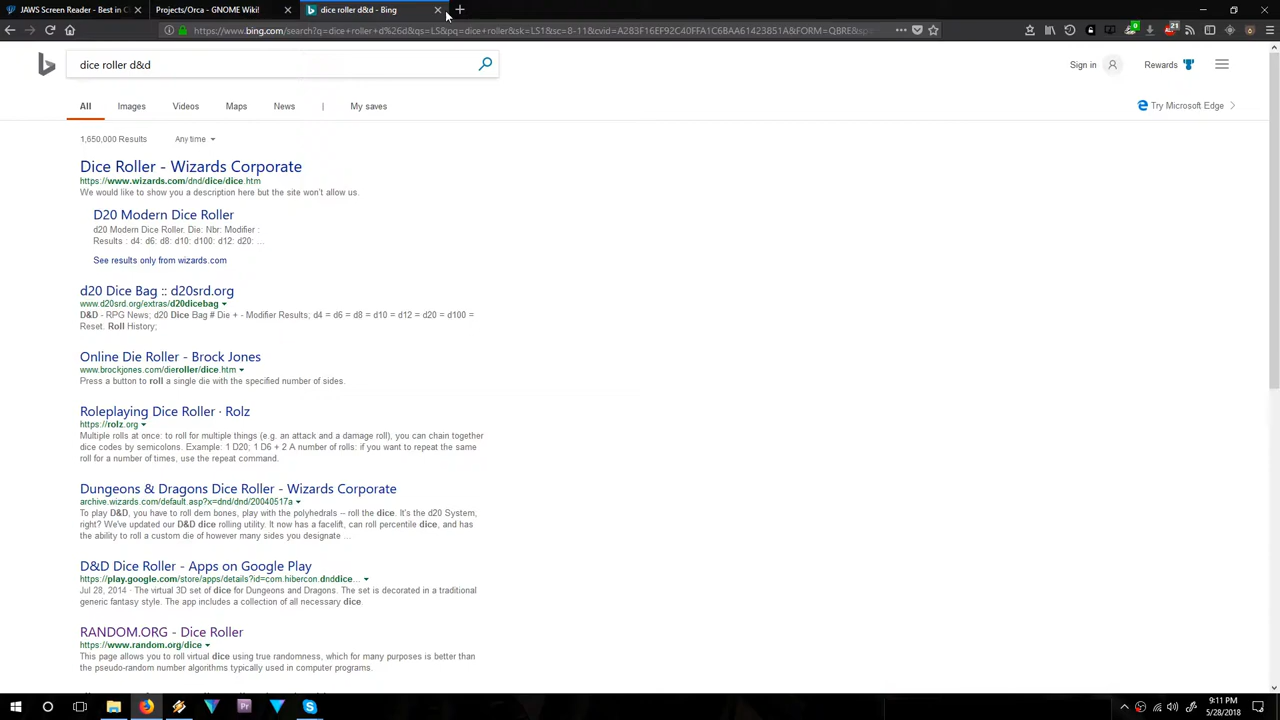 JAWS Screen Reader - Best in
Projects/Orca - GNOME Wiki!
dice roller d&d - Bing
https://www.bing.com/search?q=dice+roller+d%26d&qs=LS&pq=dice+roller&sk=LS1&sc=8-11&cvid=A283F16EF92C40FFA1C6BAA61423851A&FORM=QBRE&sp=
0
21
dice roller d&d
Sign in
Rewards
All
Images
Videos
Maps
News
|
My saves
Try Microsoft Edge
1,650,000 Results
Any time
Dice Roller - Wizards Corporate
https://www.wizards.com/dnd/dice/dice.htm
We would like to show you a description here but the site won't allow us.
D20 Modern Dice Roller
d20 Modern Dice Roller. Die: Nbr: Modifier :
Results : d4: d6: d8: d10: d100: d12: d20: ...
See results only from wizards.com
d20 Dice Bag :: d20srd.org
www.d20srd.org/extras/d20dicebag
D&D - RPG News; d20 Dice Bag # Die + - Modifier Results; d4 = d6 = d8 = d10 = d12 = d20 = d100 =
Reset. Roll History;
Online Die Roller - Brock Jones
www.brockjones.com/dieroller/dice.htm
Press a button to roll a single die with the specified number of sides.
Roleplaying Dice Roller · Rolz
https://rolz.org
Multiple rolls at once: to roll for multiple things (e.g. an attack and a damage roll), you can chain together
dice codes by semicolons. Example: 1 D20; 1 D6 + 2 A number of rolls: if you want to repeat the same
roll for a number of times, use the repeat command.
Dungeons & Dragons Dice Roller - Wizards Corporate
archive.wizards.com/default.asp?x=dnd/dnd/20040517a
To play D&D, you have to roll dem bones, play with the polyhedrals -- roll the dice. It's the d20 System,
right? We've updated our D&D dice rolling utility. It now has a facelift, can roll percentile dice, and has
the ability to roll a custom die of however many sides you designate ...
D&D Dice Roller - Apps on Google Play
https://play.google.com/store/apps/details?id=com.hibercon.dnddice...
Jul 28, 2014 · The virtual 3D set of dice for Dungeons and Dragons. The set is decorated in a traditional
generic fantasy style. The app includes a collection of all necessary dice.
RANDOM.ORG - Dice Roller
https://www.random.org/dice
This page allows you to roll virtual dice using true randomness, which for many purposes is better than
the pseudo-random number algorithms typically used in computer programs.
Pr
9:11 PM
5/28/2018